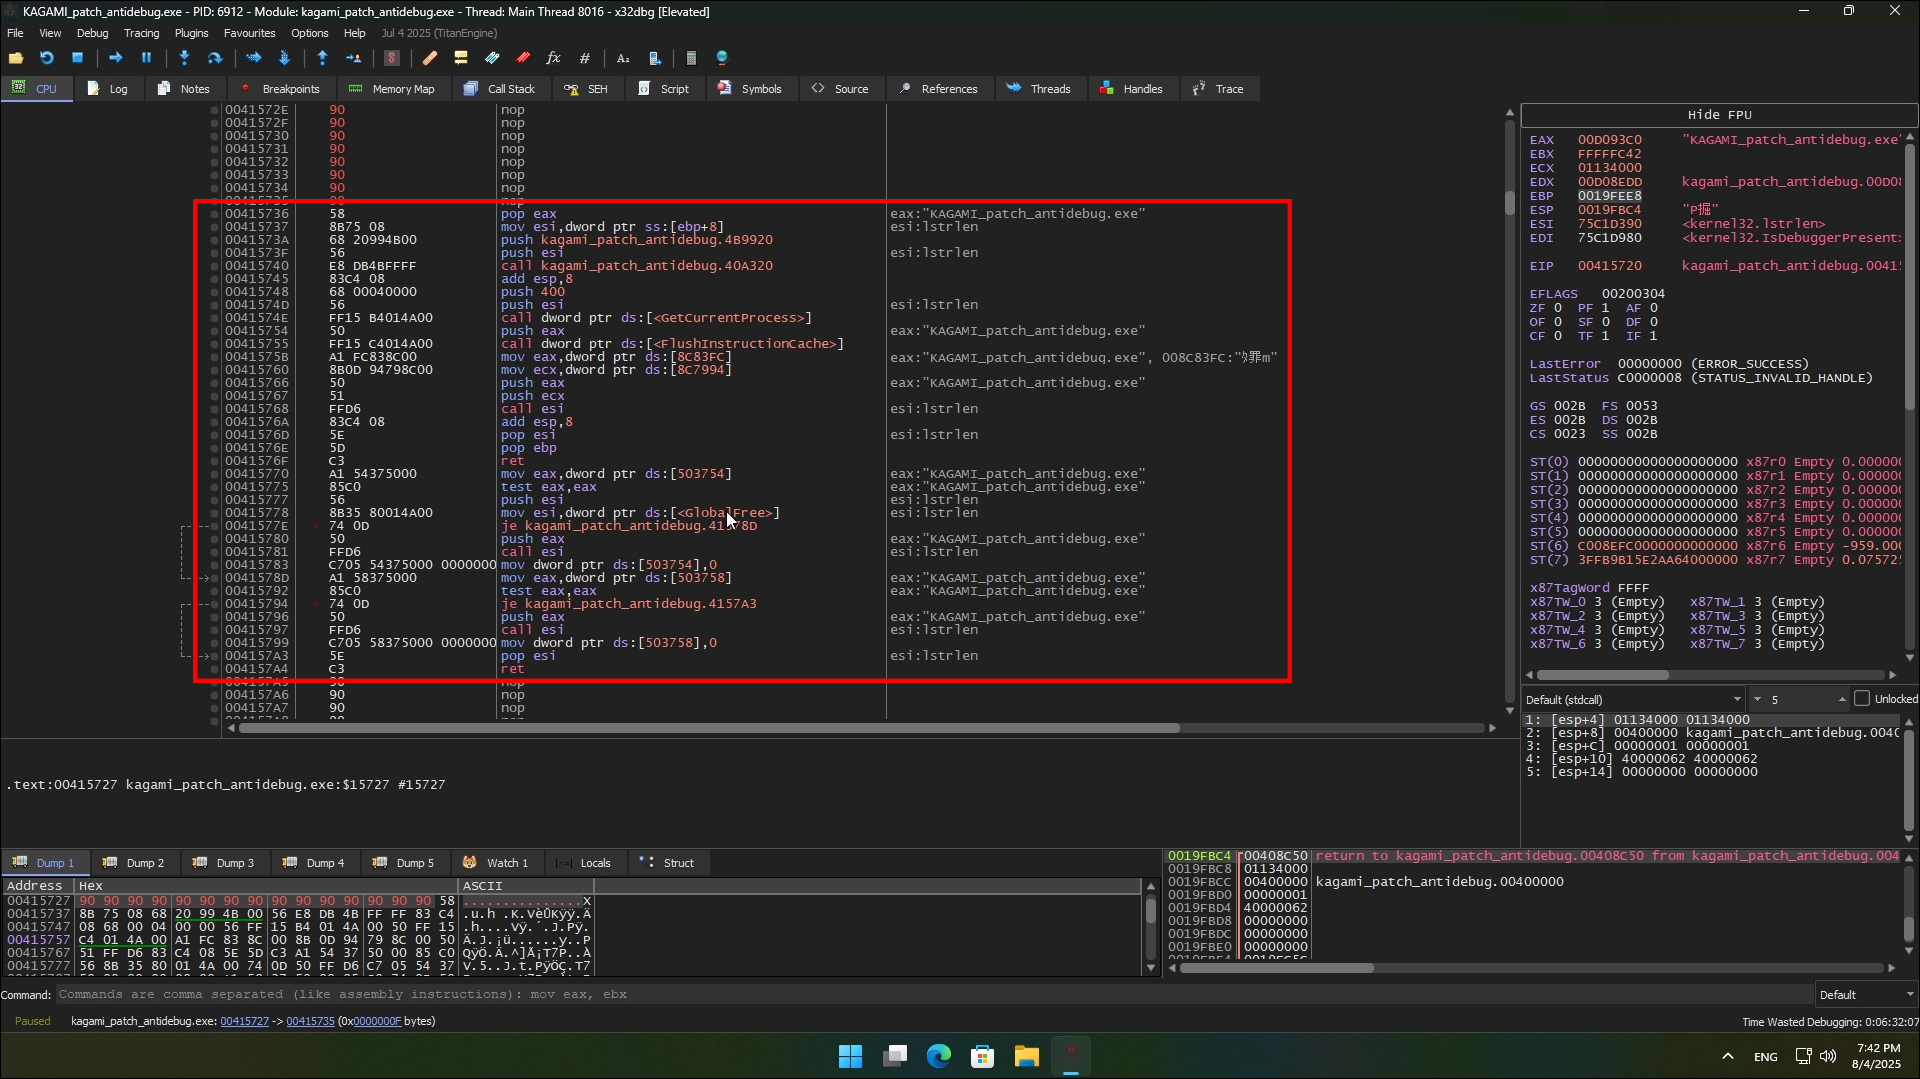 KAGAMI_patch_antidebug.exe - PID: 6912 - Module: kagami_patch_antidebug.exe - Thread: Main Thread 8016 - x32dbg [Elevated]
File View Debug Tracing Plugins Favourites Options Help Jul 4 2025 (TitanEngine)
CPU Log Notes Breakpoints Memory Map Call Stack SEH Script Symbols Source References Threads Handles Trace
0041572E 90 nop
0041572F 90 nop
00415730 90 nop
00415731 90 nop
00415732 90 nop
00415733 90 nop
00415734 90 nop
00415736 58 pop eax eax:"KAGAMI_patch_antidebug.exe"
00415737 8B75 08 mov esi,dword ptr ss:[ebp+8] esi:lstrlen
0041573A 68 20994B00 push kagami_patch_antidebug.4B9920
0041573F 56 push esi esi:lstrlen
00415740 E8 DB4BFFFF call kagami_patch_antidebug.40A320
00415745 83C4 08 add esp,8
00415748 68 00040000 push 400
0041574D 56 push esi esi:lstrlen
0041574E FF15 B4014A00 call dword ptr ds:[<GetCurrentProcess>]
00415754 50 push eax eax:"KAGAMI_patch_antidebug.exe"
00415755 FF15 C4014A00 call dword ptr ds:[<FlushInstructionCache>]
0041575B A1 FC838C00 mov eax,dword ptr ds:[8C83FC] eax:"KAGAMI_patch_antidebug.exe", 008C83FC:
00415760 8B0D 94798C00 mov ecx,dword ptr ds:[8C7994]
00415766 50 push eax eax:"KAGAMI_patch_antidebug.exe"
00415767 51 push ecx
00415768 FFD6 call esi esi:lstrlen
0041576A 83C4 08 add esp,8
0041576D 5E pop esi esi:lstrlen
0041576E 5D pop ebp
0041576F C3 ret
00415770 A1 54375000 mov eax,dword ptr ds:[503754] eax:"KAGAMI_patch_antidebug.exe"
00415775 85C0 test eax,eax eax:"KAGAMI_patch_antidebug.exe"
00415777 56 push esi esi:lstrlen
00415778 8B35 80014A00 mov esi,dword ptr ds:[<GlobalFree>] esi:lstrlen
0041577E 74 0D je kagami_patch_antidebug.41578D
00415780 50 push eax eax:"KAGAMI_patch_antidebug.exe"
00415781 FFD6 call esi esi:lstrlen
00415783 C705 54375000 0000000 mov dword ptr ds:[503754],0
0041578D A1 58375000 mov eax,dword ptr ds:[503758] eax:"KAGAMI_patch_antidebug.exe"
00415792 85C0 test eax,eax eax:"KAGAMI_patch_antidebug.exe"
00415794 74 0D je kagami_patch_antidebug.4157A3
00415796 50 push eax eax:"KAGAMI_patch_antidebug.exe"
00415797 FFD6 call esi esi:lstrlen
00415799 C705 58375000 0000000 mov dword ptr ds:[503758],0
004157A3 5E pop esi esi:lstrlen
004157A4 C3 ret
004157A6 90 nop
004157A7 90 nop
Hide FPU
EAX 00D093C0 "KAGAMI_patch_antidebug.exe"
EBX FFFFFC42
ECX 01134000
EDX 00D08EDD kagami_patch_antidebug.00D08
EBP 0019FEE8
ESP 0019FBC4 "P掘"
ESI 75C1D390 <kernel32.lstrlen>
EDI 75C1D980 <kernel32.IsDebuggerPresent>
EIP 00415720 kagami_patch_antidebug.0041
EFLAGS 00200304
ZF 0 PF 1 AF 0
OF 0 SF 0 DF 0
CF 0 TF 1 IF 1
LastError 00000000 (ERROR_SUCCESS)
LastStatus C0000008 (STATUS_INVALID_HANDLE)
GS 002B FS 0053
ES 002B DS 002B
CS 0023 SS 002B
ST(0) 00000000000000000000 x87r0 Empty 0.00000
ST(1) 00000000000000000000 x87r1 Empty 0.00000
ST(2) 00000000000000000000 x87r2 Empty 0.00000
ST(3) 00000000000000000000 x87r3 Empty 0.00000
ST(4) 00000000000000000000 x87r4 Empty 0.00000
ST(5) 00000000000000000000 x87r5 Empty 0.00000
ST(6) C008EFC0000000000000 x87r6 Empty -959.00
ST(7) 3FFB9B15E2AA64000000 x87r7 Empty 0.07572
x87TagWord FFFF
x87TW_0 3 (Empty) x87TW_1 3 (Empty)
x87TW_2 3 (Empty) x87TW_3 3 (Empty)
x87TW_4 3 (Empty) x87TW_5 3 (Empty)
x87TW_6 3 (Empty) x87TW_7 3 (Empty)
Default (stdcall) 5 Unlocked
1: [esp+4] 01134000 01134000
2: [esp+8] 00400000 kagami_patch_antidebug.0040
3: [esp+C] 00000001 00000001
4: [esp+10] 40000062 40000062
5: [esp+14] 00000000 00000000
.text:00415727 kagami_patch_antidebug.exe:$15727 #15727
Dump 1 Dump 2 Dump 3 Dump 4 Dump 5 Watch 1 Locals Struct
Address Hex ASCII
00415727 90 90 90 90 90 90 90 90 90 90 90 90 90 90 90 58 ...............X
00415737 8B 75 08 68 20 99 4B 00 56 E8 DB 4B FF FF 83 C4 .u.h .K.VèÛKÿÿ.Ä
00415747 08 68 00 04 00 00 56 FF 15 B4 01 4A 00 50 FF 15 .h....Vÿ.´.J.Pÿ.
00415757 C4 01 4A 00 A1 FC 83 8C 00 8B 0D 94 79 8C 00 50 Ä.J.¡ü......y..P
00415767 51 FF D6 83 C4 08 5E 5D C3 A1 54 37 50 00 85 C0 QÿÖ.Ä.^]Ã¡T7P..À
00415777 56 8B 35 80 01 4A 00 74 0D 50 FF D6 C7 05 54 37 V.5..J.t.PÿÖÇ.T7
0019FBC4 00408C50 return to kagami_patch_antidebug.00408C50 from kagami_patch_antidebug.004
0019FBC8 01134000
0019FBCC 00400000 kagami_patch_antidebug.00400000
0019FBD0 00000001
0019FBD4 40000062
0019FBD8 00000000
0019FBDC 00000000
0019FBE0 00000000
Command: Commands are comma separated (like assembly instructions): mov eax, ebx Default
Paused kagami_patch_antidebug.exe: 00415727 -> 00415735 (0x0000000F bytes) Time Wasted Debugging: 0:06:32:07
ENG 7:42 PM
8/4/2025